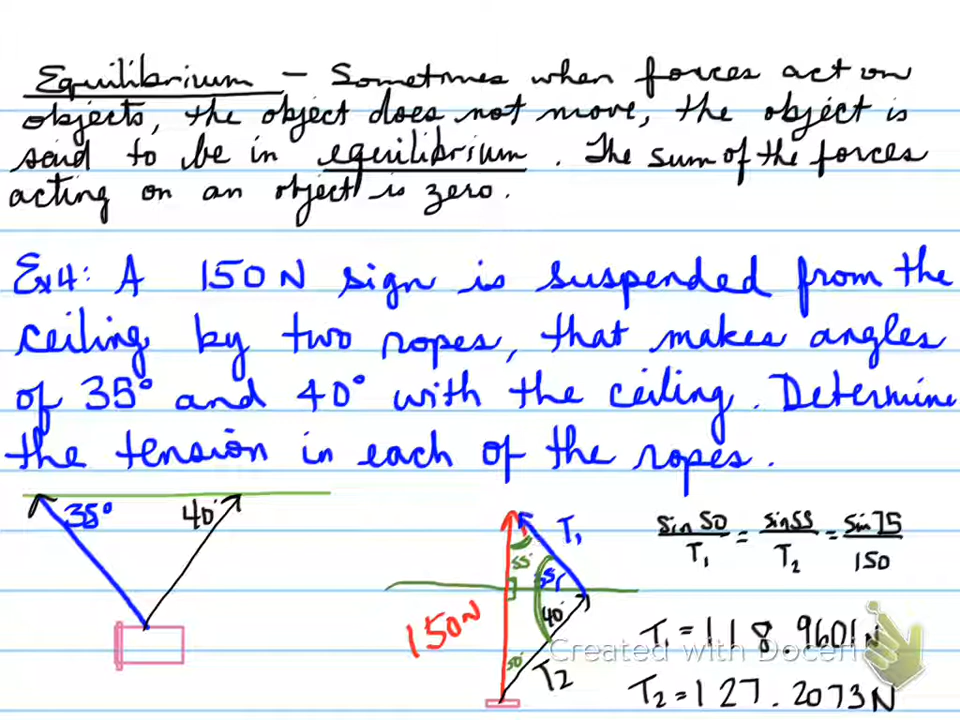 Equilibrium - Sometimes when forces act on
objects, the object does not move, the object is
said to be in equilibrium. The sum of the forces
acting on an object is zero.
Ex4: A 150N sign is suspended from the
ceiling by two ropes, that makes angles
of 35° and 40° with the ceiling. Determine
the tension in each of the ropes.
35° 40°
T₁
55°
35°
40°
50°
150N
T2
sin50/T₁ = sin55/T₂ = sin75/150
T₁ = 118.9601N
Created with Doceri
T₂ = 127.2073N